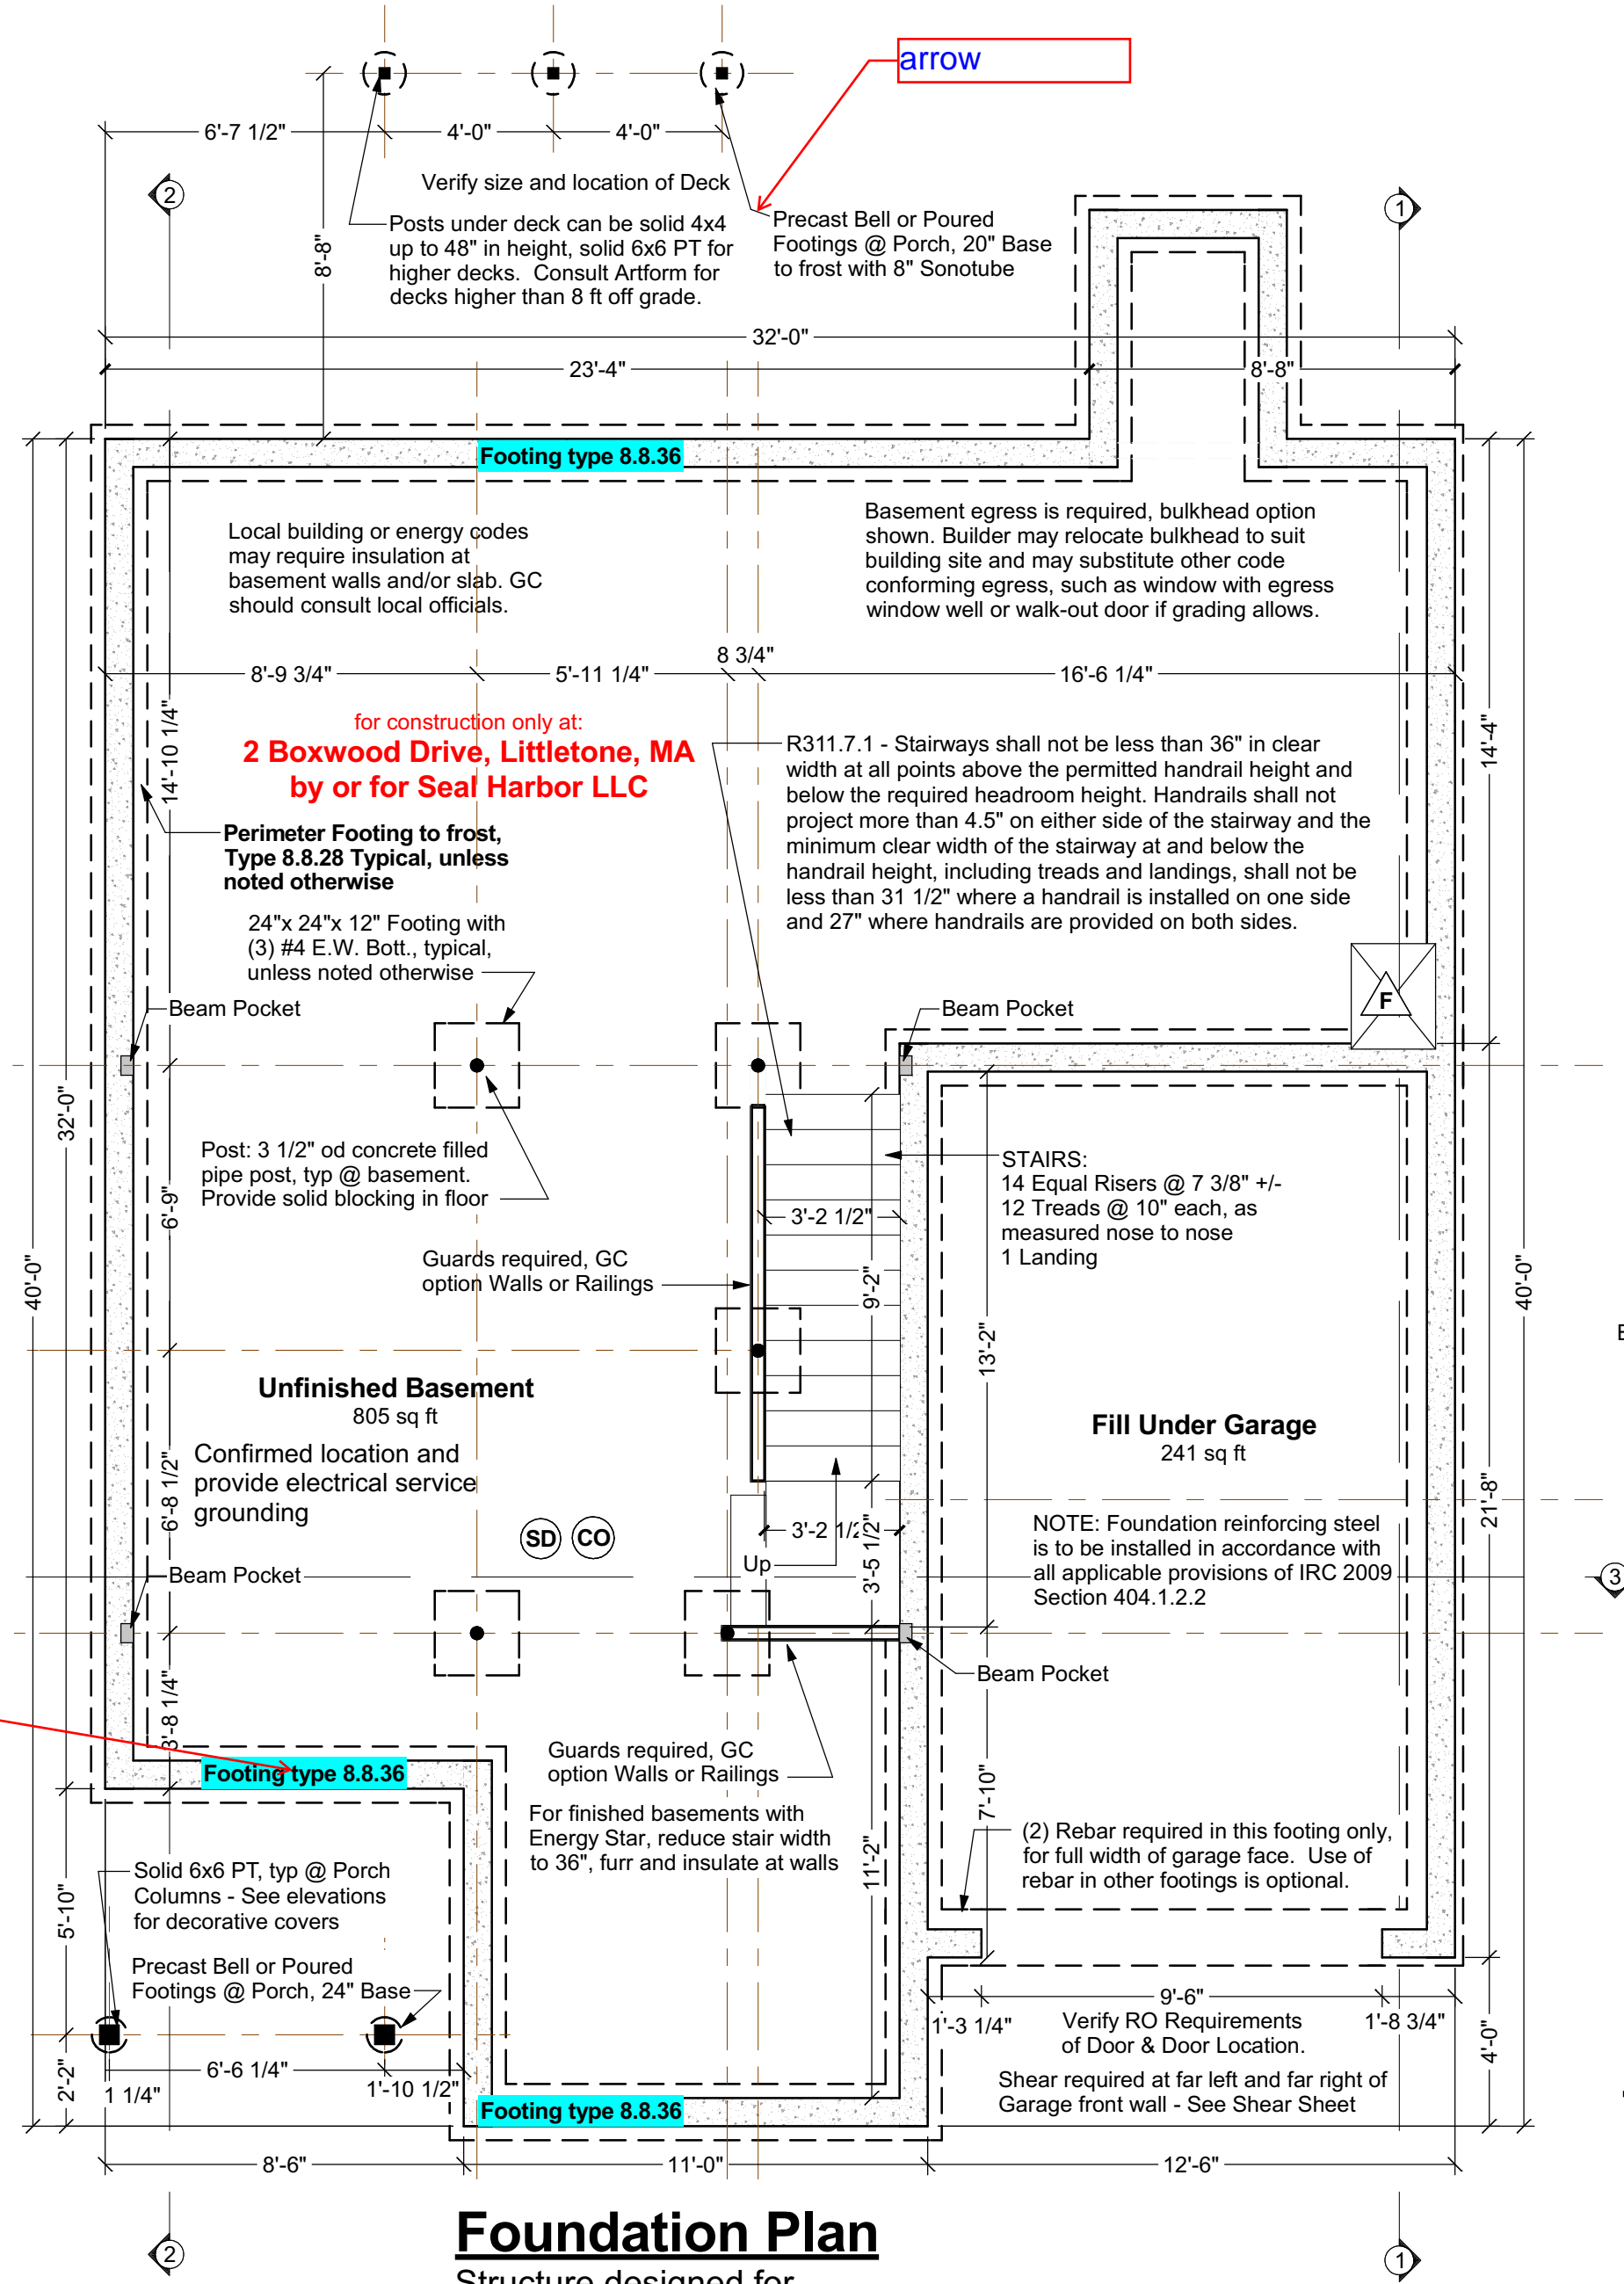 arrow
6'-7 1/2"
4'-0"
4'-0"
Verify size and location of Deck
2
1
Posts under deck can be solid 4x4
up to 48" in height, solid 6x6 PT for
higher decks.  Consult Artform for
decks higher than 8 ft off grade.
Precast Bell or Poured
Footings @ Porch, 20" Base
to frost with 8" Sonotube
8'-8"
32'-0"
23'-4"
8'-8"
Footing type 8.8.36
Local building or energy codes
may require insulation at
basement walls and/or slab. GC
should consult local officials.
Basement egress is required, bulkhead option
shown. Builder may relocate bulkhead to suit
building site and may substitute other code
conforming egress, such as window with egress
window well or walk-out door if grading allows.
8'-9 3/4"
5'-11 1/4"
8 3/4"
16'-6 1/4"
14'-10 1/4"
14'-4"
for construction only at:
2 Boxwood Drive, Littletone, MA
by or for Seal Harbor LLC
R311.7.1 - Stairways shall not be less than 36" in clear
width at all points above the permitted handrail height and
below the required headroom height. Handrails shall not
project more than 4.5" on either side of the stairway and the
minimum clear width of the stairway at and below the
handrail height, including treads and landings, shall not be
less than 31 1/2" where a handrail is installed on one side
and 27" where handrails are provided on both sides.
Perimeter Footing to frost,
Type 8.8.28 Typical, unless
noted otherwise
24"x 24"x 12" Footing with
(3) #4 E.W. Bott., typical,
unless noted otherwise
Beam Pocket
Beam Pocket
F
32'-0"
40'-0"
6'-9"
Post: 3 1/2" od concrete filled
pipe post, typ @ basement.
Provide solid blocking in floor
STAIRS:
14 Equal Risers @ 7 3/8" +/-
12 Treads @ 10" each, as
measured nose to nose
1 Landing
3'-2 1/2"
Guards required, GC
option Walls or Railings
9'-2"
13'-2"
40'-0"
E
Unfinished Basement
805 sq ft
Fill Under Garage
241 sq ft
Confirmed location and
provide electrical service
grounding
6'-8 1/2"
21'-8"
SD
CO
3'-2 1/2"
3'-5 1/2"
Up
NOTE: Foundation reinforcing steel
is to be installed in accordance with
all applicable provisions of IRC 2009
Section 404.1.2.2
3
Beam Pocket
Beam Pocket
3'-8 1/4"
Footing type 8.8.36
Guards required, GC
option Walls or Railings
For finished basements with
Energy Star, reduce stair width
to 36", furr and insulate at walls
7'-10"
11'-2"
(2) Rebar required in this footing only,
for full width of garage face.  Use of
rebar in other footings is optional.
Solid 6x6 PT, typ @ Porch
Columns - See elevations
for decorative covers
5'-10"
Precast Bell or Poured
Footings @ Porch, 24" Base
9'-6"
1'-3 1/4"
1'-8 3/4"
Verify RO Requirements
of Door & Door Location.
4'-0"
2'-2"
6'-6 1/4"
1 1/4"
1'-10 1/2"
Shear required at far left and far right of
Garage front wall - See Shear Sheet
Footing type 8.8.36
8'-6"
11'-0"
12'-6"
2
1
Foundation Plan
Structure designed for